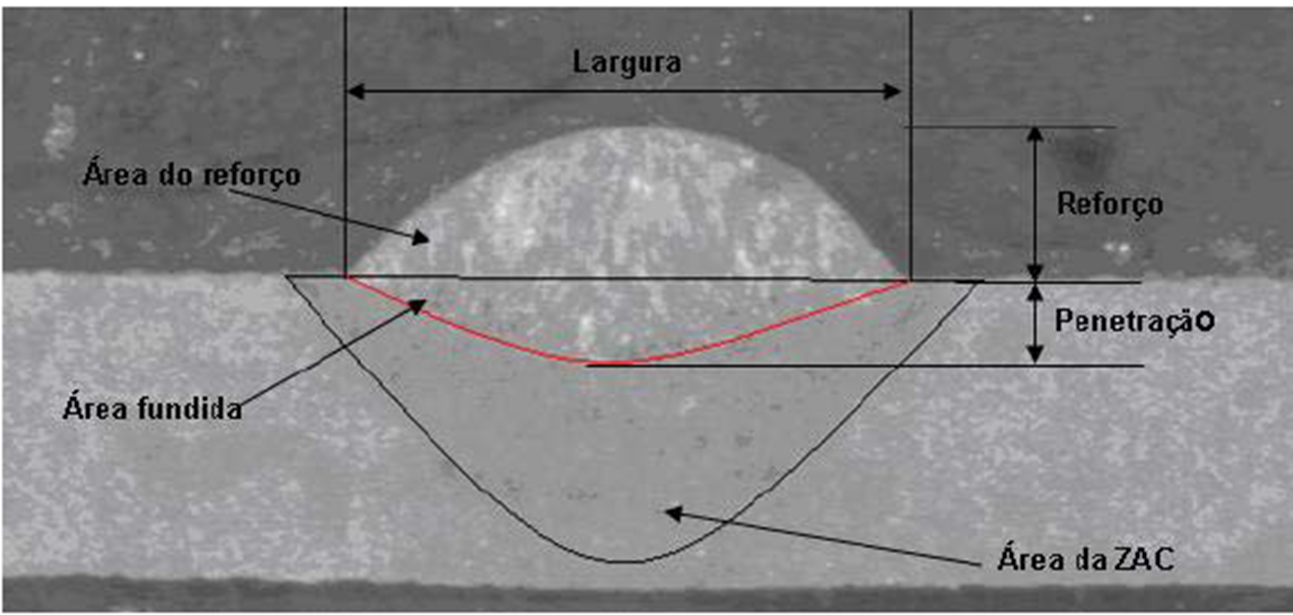 Largura
Área do reforço
Reforço
Penetração
Área fundida
Área da ZAC